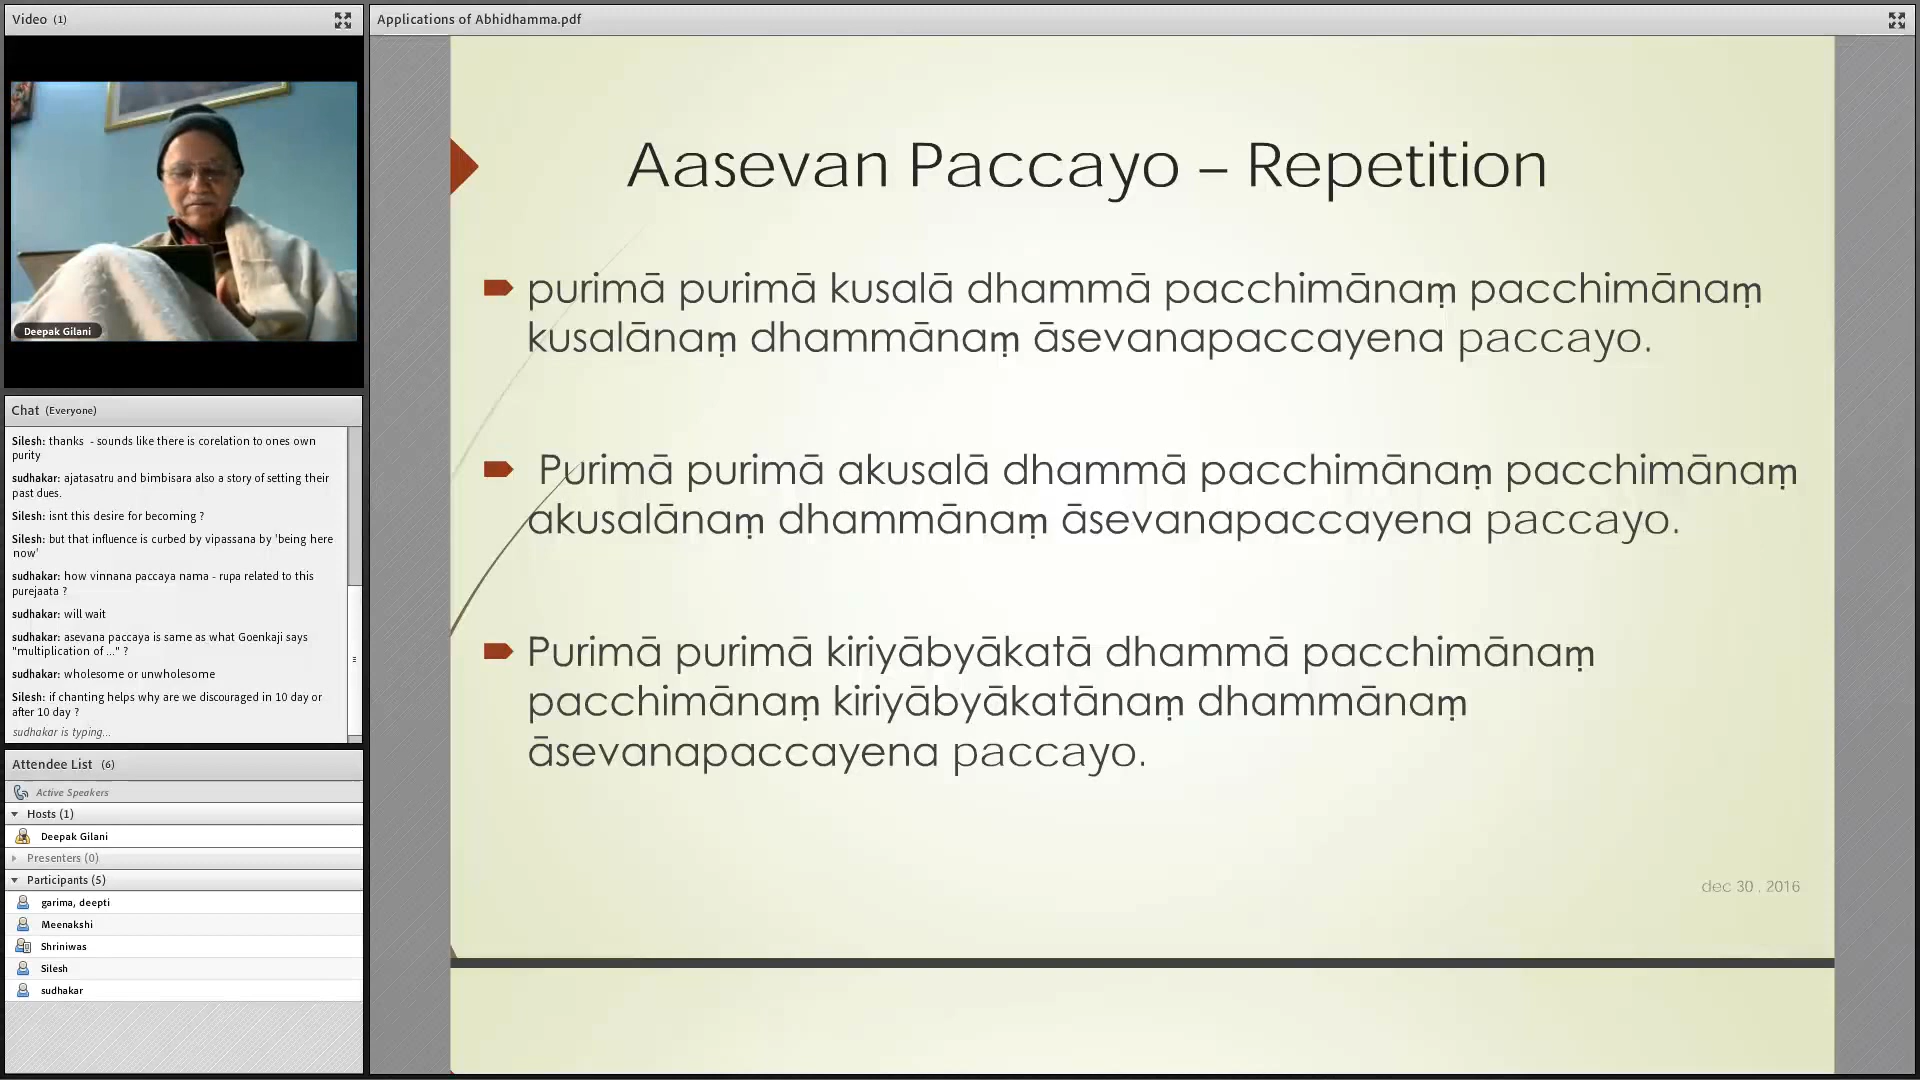 Video (1)
Deepak Gilani
Chat (Everyone)
Silesh: thanks - sounds like there is corelation to ones own
purity
sudhakar: ajatasatru and bimbisara also a story of setting their
past dues.
Silesh: isnt this desire for becoming ?
Silesh: but that influence is curbed by vipassana by 'being here
now'
sudhakar: how vinnana paccaya nama - rupa related to this
purejaata ?
sudhakar: will wait
sudhakar: asevana paccaya is same as what Goenkaji says
"multiplication of ..." ?
sudhakar: wholesome or unwholesome
Silesh: if chanting helps why are we discouraged in 10 day or
after 10 day ?
sudhakar is typing...
Attendee List (6)
Active Speakers
Hosts (1)
Deepak Gilani
Presenters (0)
Participants (5)
garima, deepti
Meenakshi
Shriniwas
Silesh
sudhakar
Applications of Abhidhamma.pdf
Aasevan Paccayo – Repetition
purimā purimā kusalā dhammā pacchimānaṃ pacchimānaṃ
kusalānaṃ dhammānaṃ āsevanapaccayena paccayo.
Purimā purimā akusalā dhammā pacchimānaṃ pacchimānaṃ
akusalānaṃ dhammānaṃ āsevanapaccayena paccayo.
Purimā purimā kiriyābyākatā dhammā pacchimānaṃ
pacchimānaṃ kiriyābyākatānaṃ dhammānaṃ
āsevanapaccayena paccayo.
dec 30 , 2016